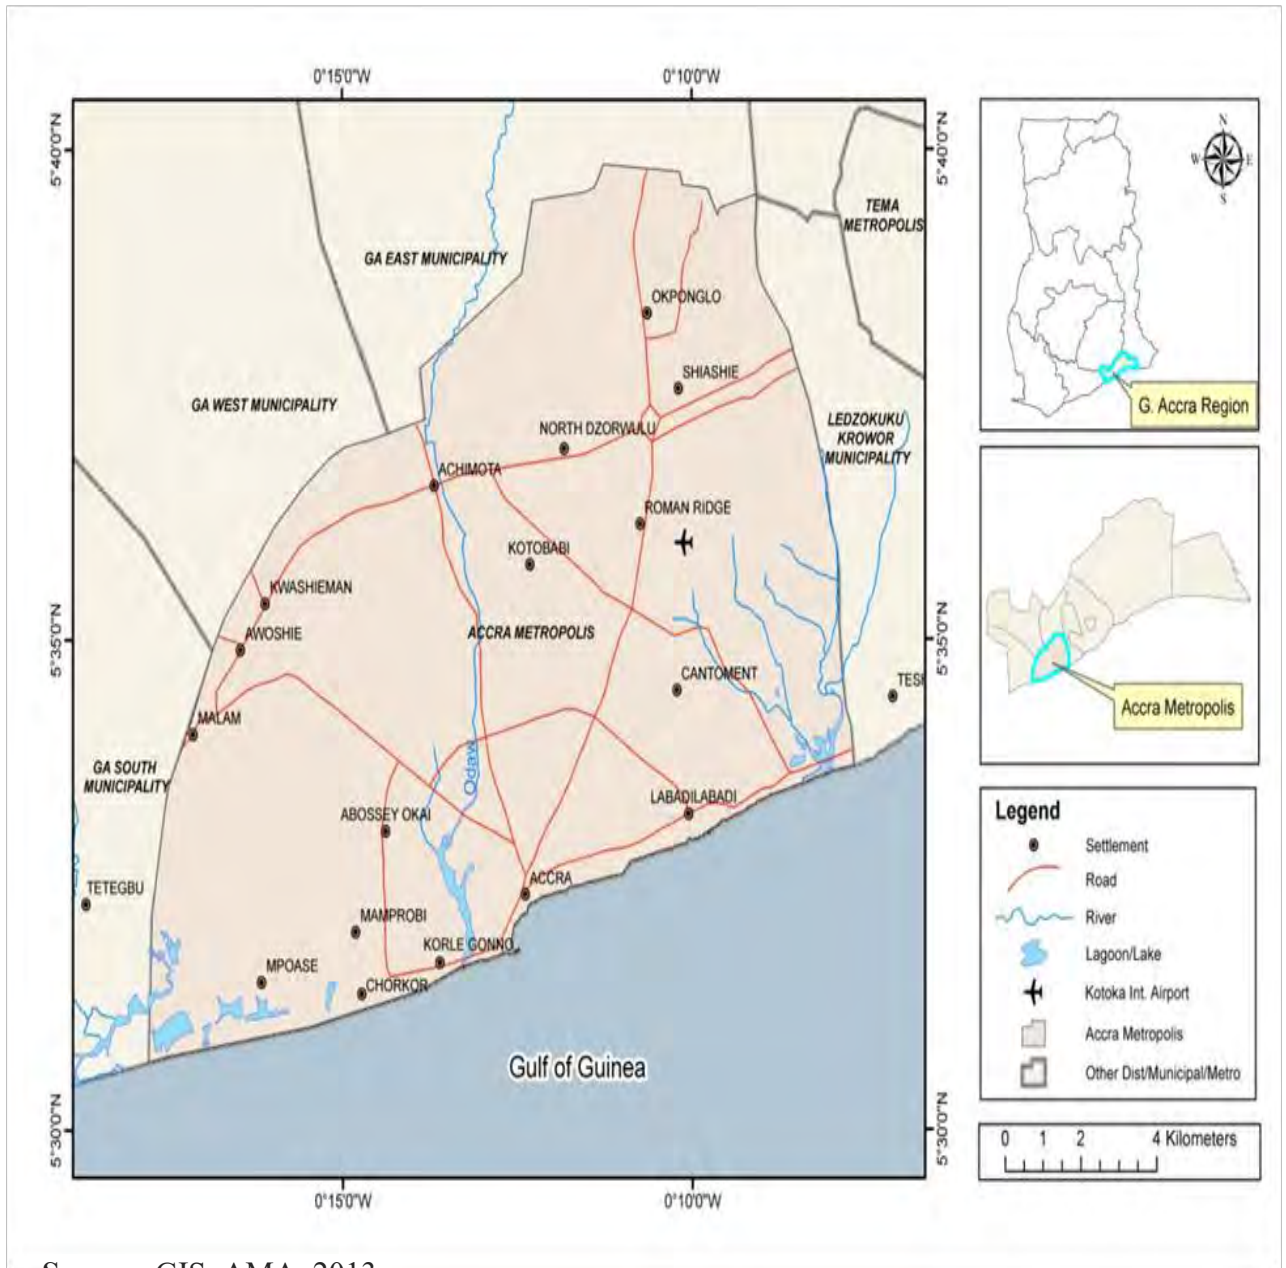 0°15'0"W
0°10'0"W
5°40'0"N
5°40'0"N
N
W
E
S
TEMA
METROPOLIS
GA EAST MUNICIPALITY
OKPONGLO
SHIASHIE
G. Accra Region
GA WEST MUNICIPALITY
LEDZOKUKU
KROWOR
MUNICIPALITY
NORTH DZORWULU
ACHIMOTA
ROMAN RIDGE
KOTOBABI
KWASHIEMAN
5°35'0"N
AWOSHIE
ACCRA METROPOLIS
5°35'0"N
CANTOMENT
TESH
MALAM
Accra Metropolis
GA SOUTH
MUNICIPALITY
Odaw
LABADILABADI
ABOSSEY OKAI
Legend
Settlement
Road
River
Lagoon/Lake
Kotoka Int. Airport
Accra Metropolis
Other Dist/Municipal/Metro
TETEGBU
ACCRA
MAMPROBI
KORLE GONNO
MPOASE
CHORKOR
Gulf of Guinea
5°30'0"N
5°30'0"N
0 1 2 4 Kilometers
0°15'0"W
0°10'0"W
GIS, AMA, 2013